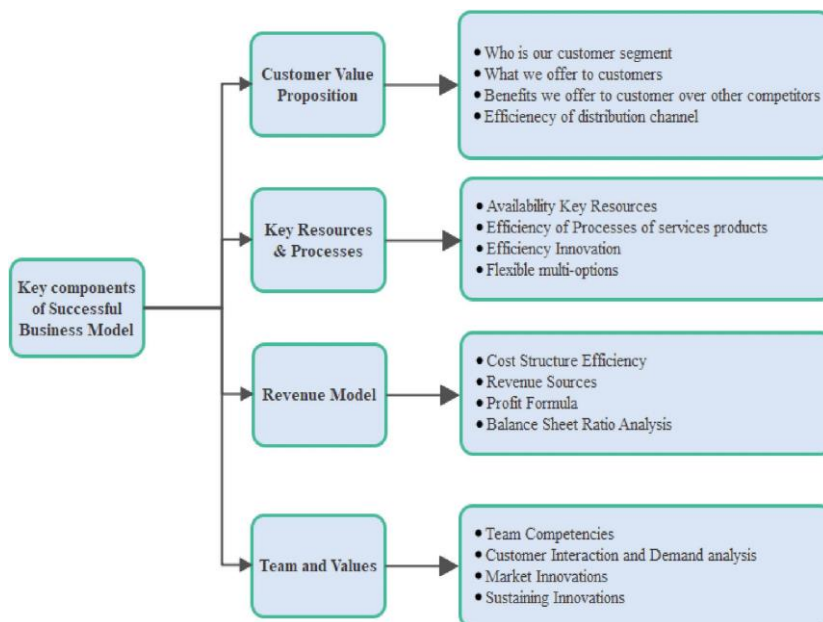 Key components
of Successful
Business Model
Customer Value
Proposition
• Who is our customer segment
• What we offer to customers
• Benefits we offer to customer over other competitors
• Efficienecy of distribution channel
Key Resources
& Processes
• Availability Key Resources
• Efficiency of Processes of services products
• Efficiency Innovation
• Flexible multi-options
Revenue Model
• Cost Structure Efficiency
• Revenue Sources
• Profit Formula
• Balance Sheet Ratio Analysis
Team and Values
• Team Competencies
• Customer Interaction and Demand analysis
• Market Innovations
• Sustaining Innovations